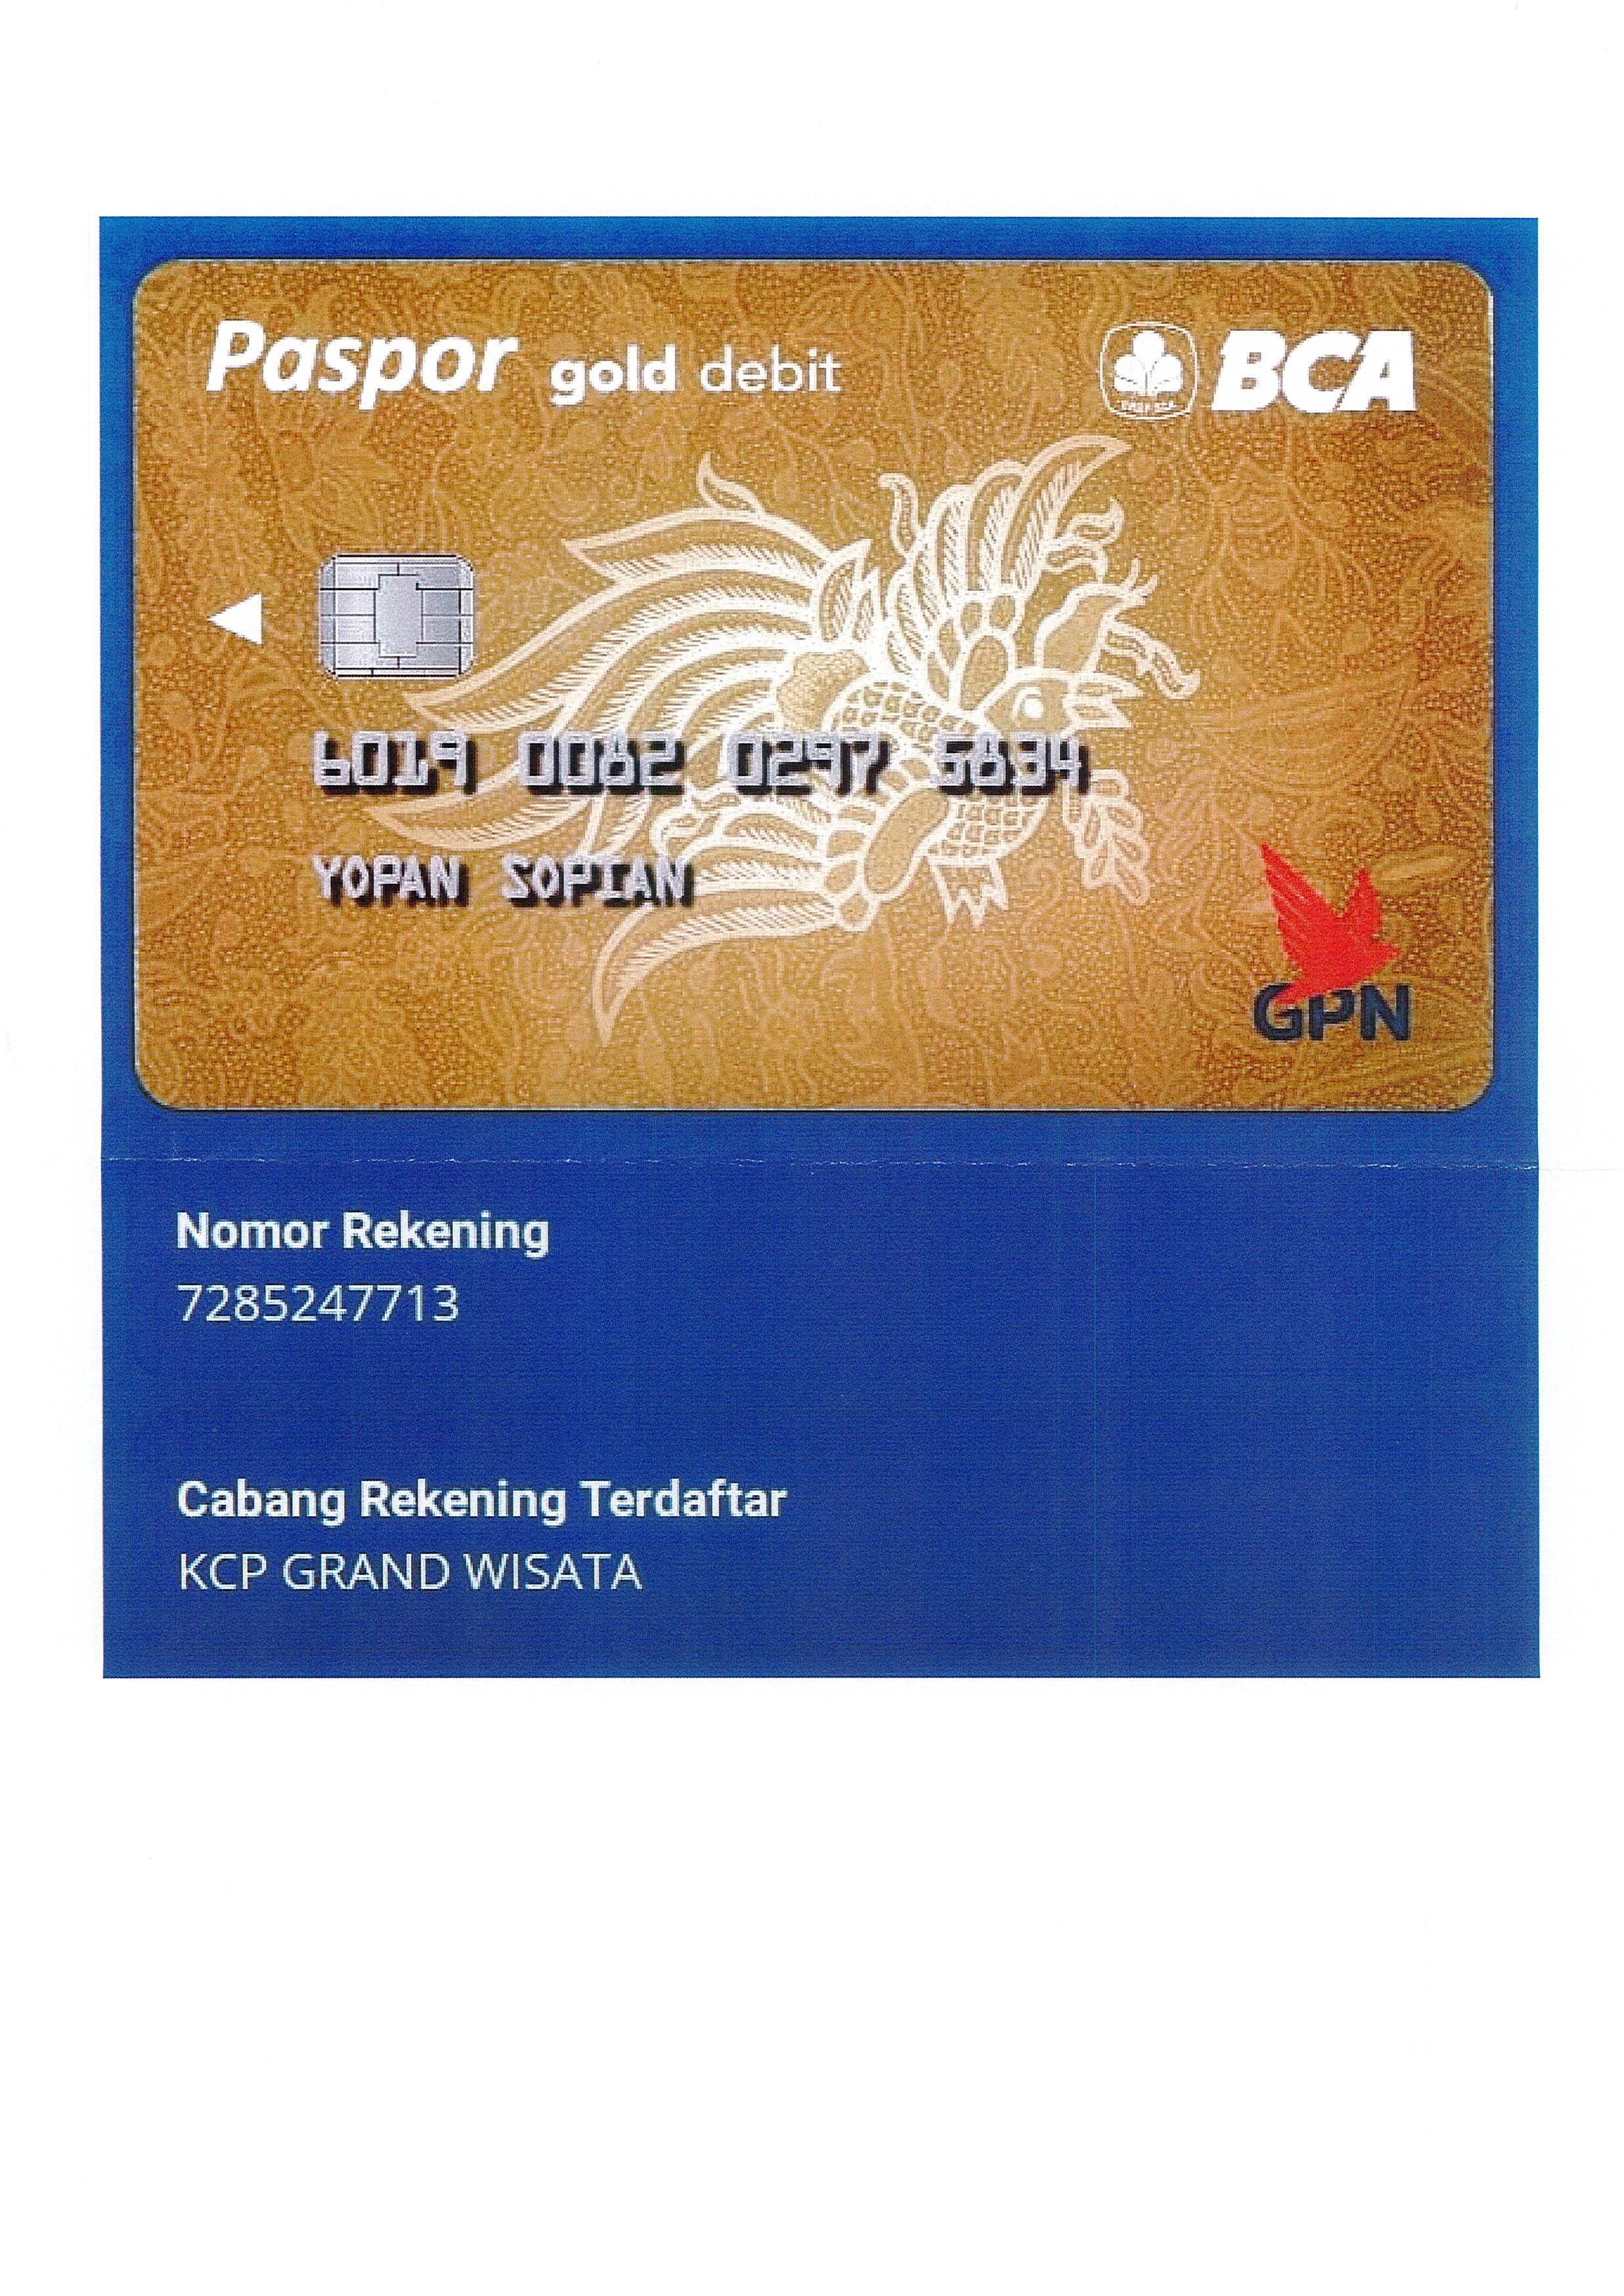 Paspor gold debit
BCA
6019 0082 0297 5834
YOPAN SOPIAN
GPN
Nomor Rekening
7285247713
Cabang Rekening Terdaftar
KCP GRAND WISATA